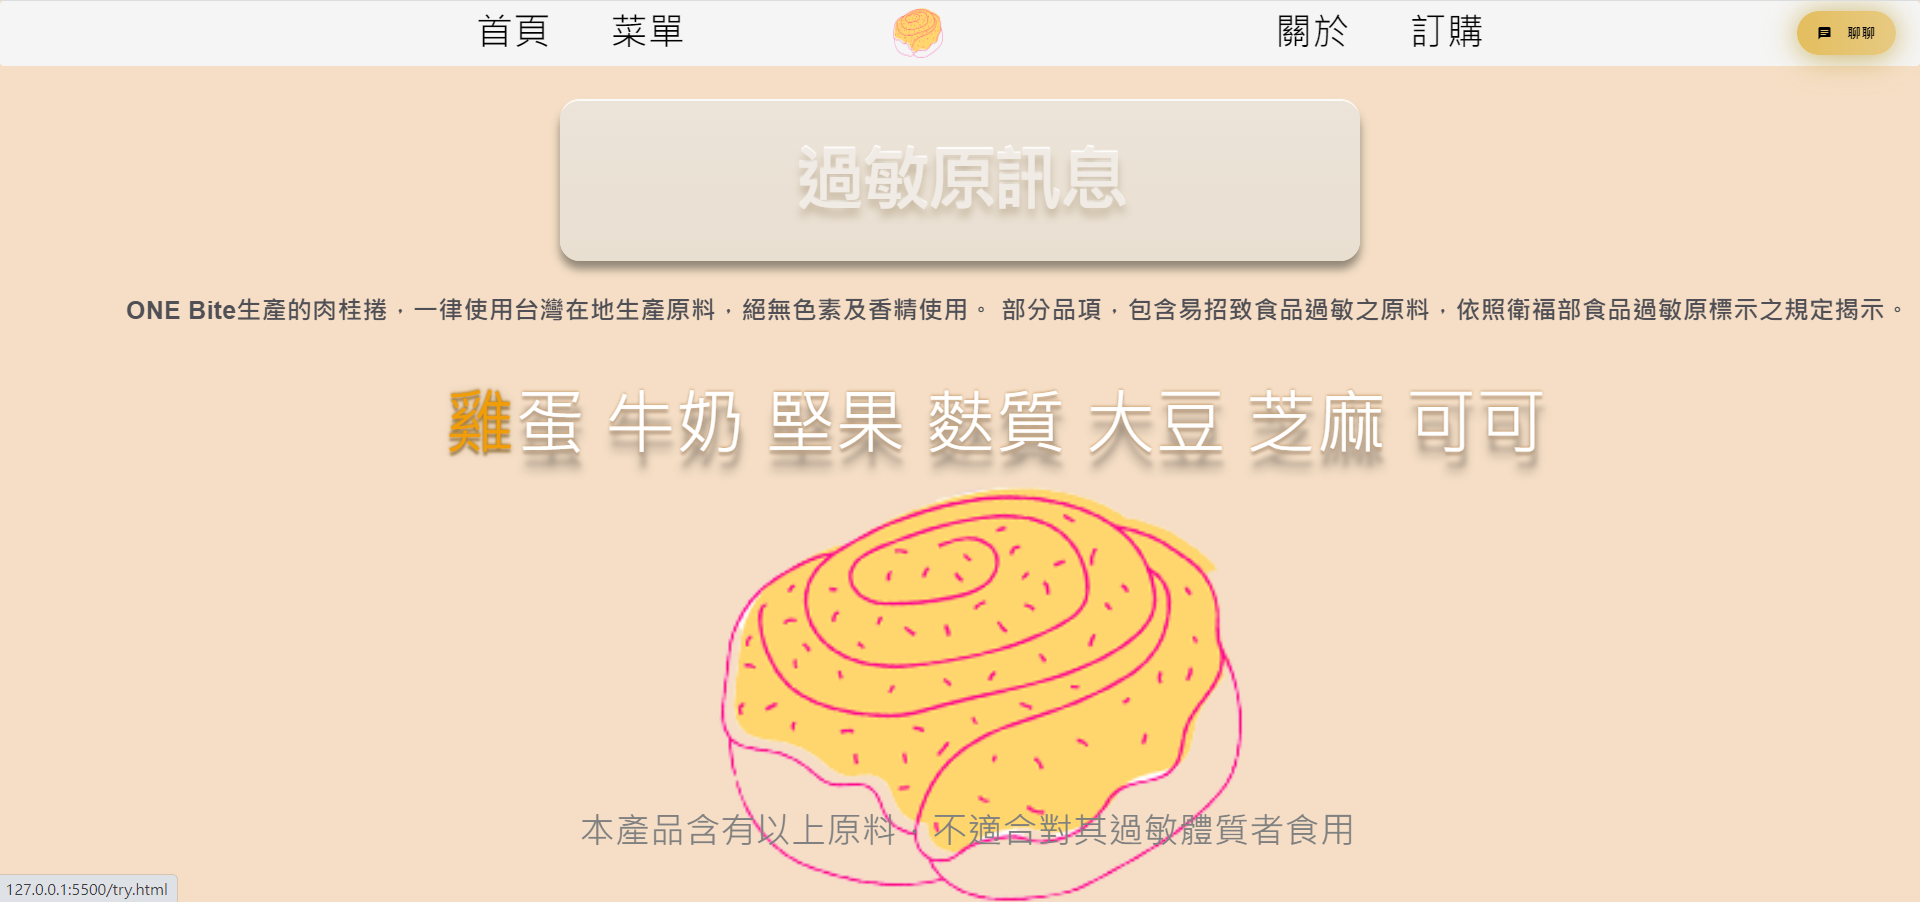 首頁 菜單 關於 訂購 聊聊
過敏原訊息
ONE Bite生產的肉桂捲，一律使用台灣在地生產原料，絕無色素及香精使用。 部分品項，包含易招致食品過敏之原料，依照衛福部食品過敏原標示之規定揭示。
雞蛋 牛奶 堅果 麩質 大豆 芝麻 可可
本產品含有以上原料，不適合對其過敏體質者食用
127.0.0.1:5500/try.html